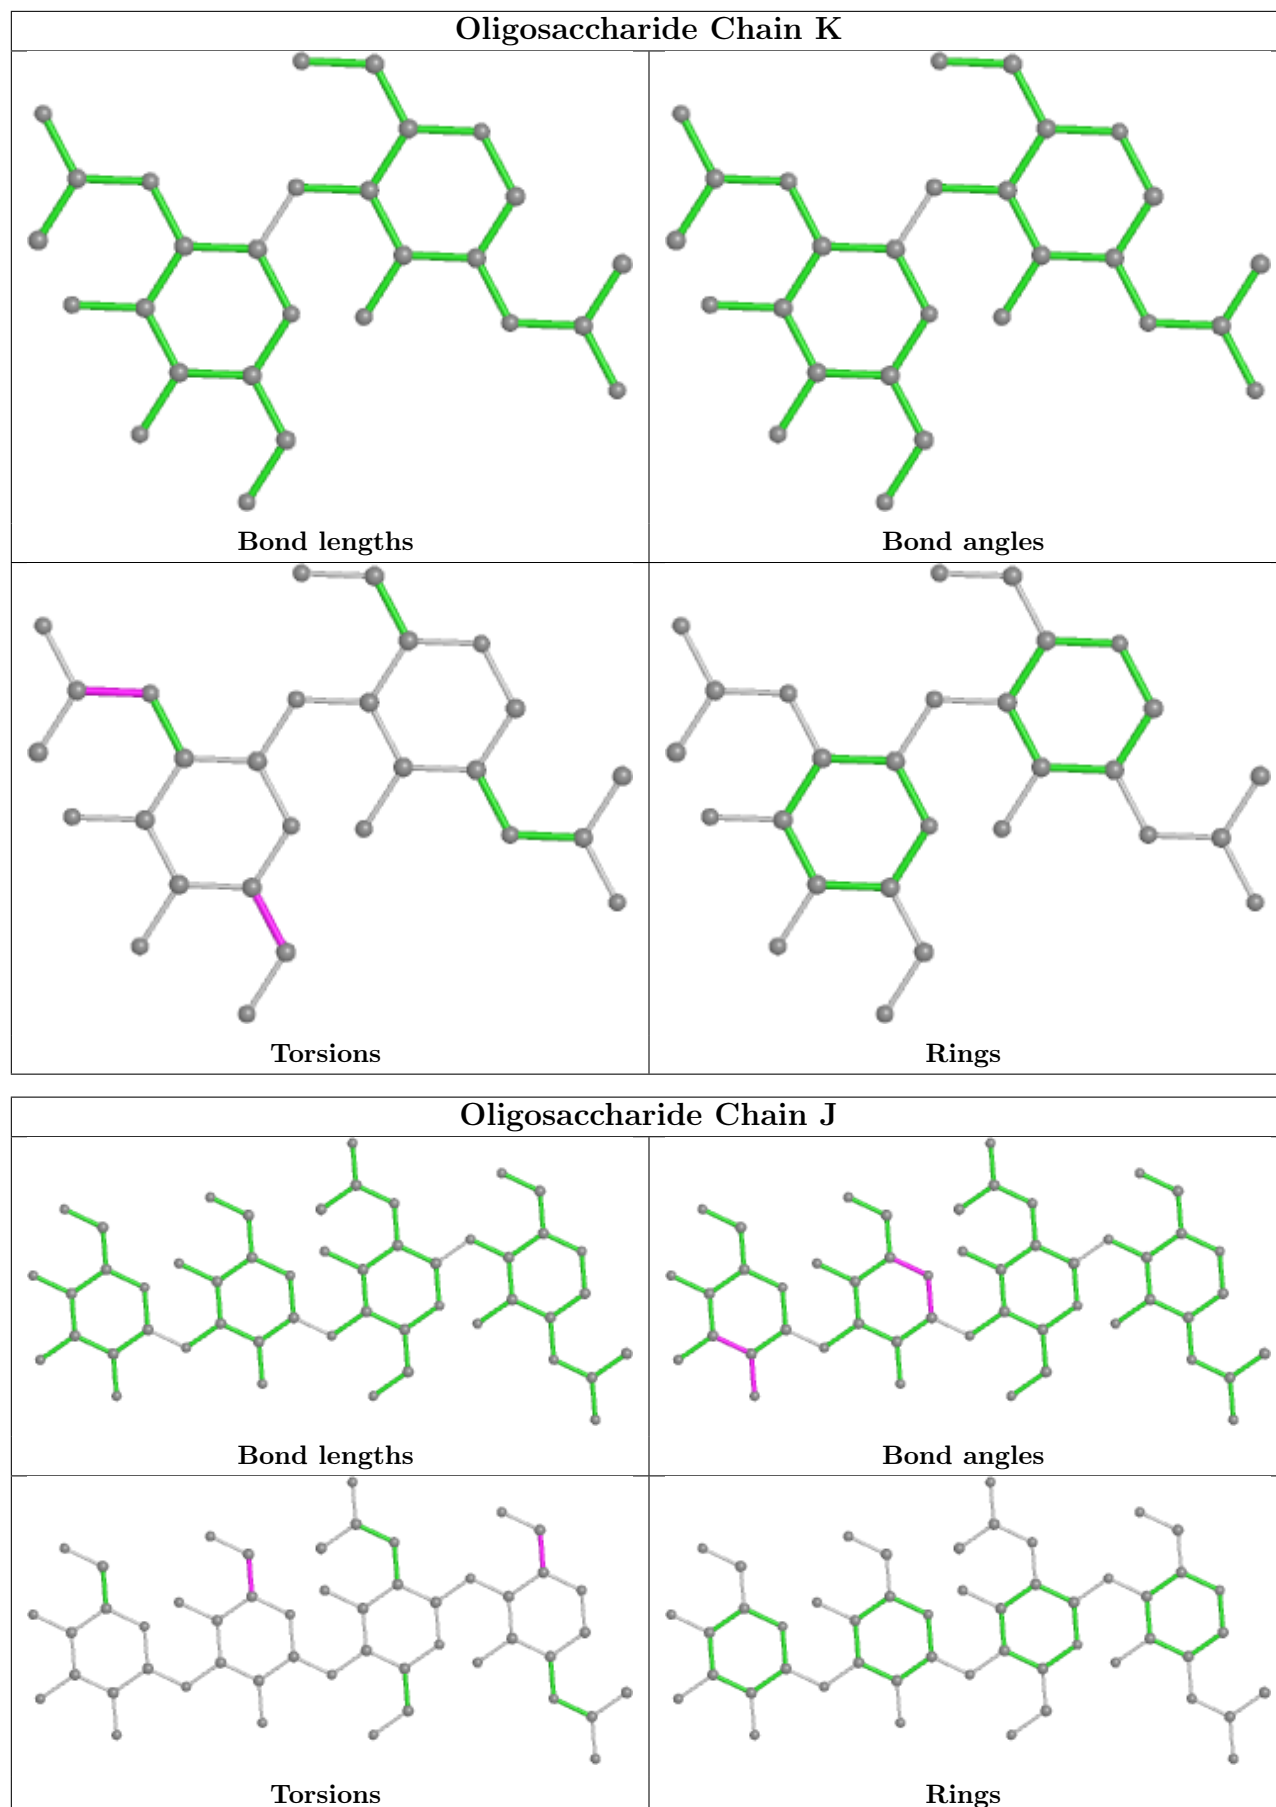 Oligosaccharide Chain K
Bond lengths
Bond angles
Torsions
Rings
Oligosaccharide Chain J
Bond lengths
Bond angles
Torsions
Rings